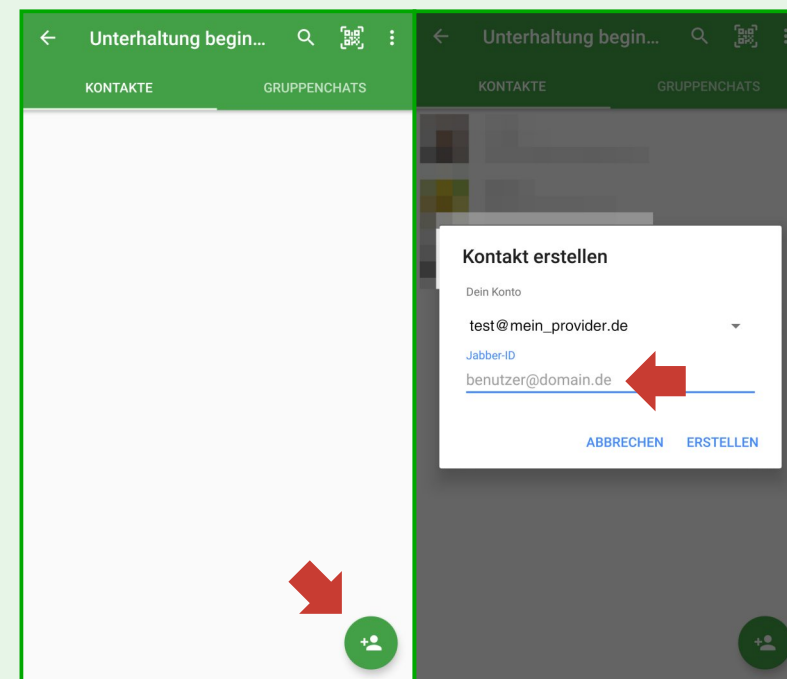 Unterhaltung begin...
KONTAKTE GRUPPENCHATS
Unterhaltung begin...
KONTAKTE GRUPPENCHATS
Kontakt erstellen
Dein Konto
test@mein_provider.de
Jabber-ID
benutzer@domain.de
ABBRECHEN ERSTELLEN